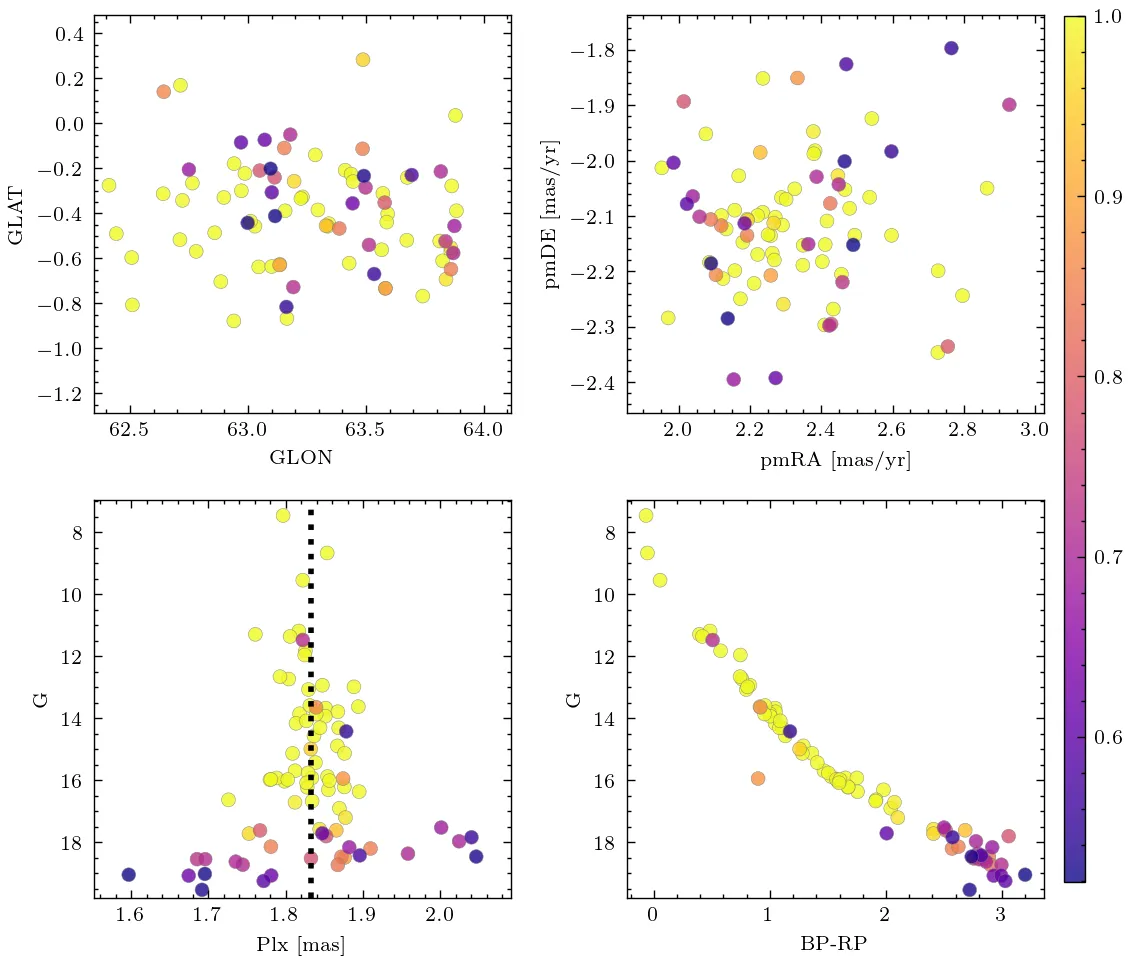 0.4
0.2
0.0
−0.2
−0.4
−0.6
−0.8
−1.0
−1.2
GLAT
62.5 63.0 63.5 64.0
GLON
−1.8
−1.9
−2.0
−2.1
−2.2
−2.3
−2.4
pmDE [mas/yr]
2.0 2.2 2.4 2.6 2.8 3.0
pmRA [mas/yr]
1.0
0.9
0.8
0.7
0.6
8
10
12
14
16
18
G
1.6 1.7 1.8 1.9 2.0
Plx [mas]
8
10
12
14
16
18
G
0 1 2 3
BP-RP